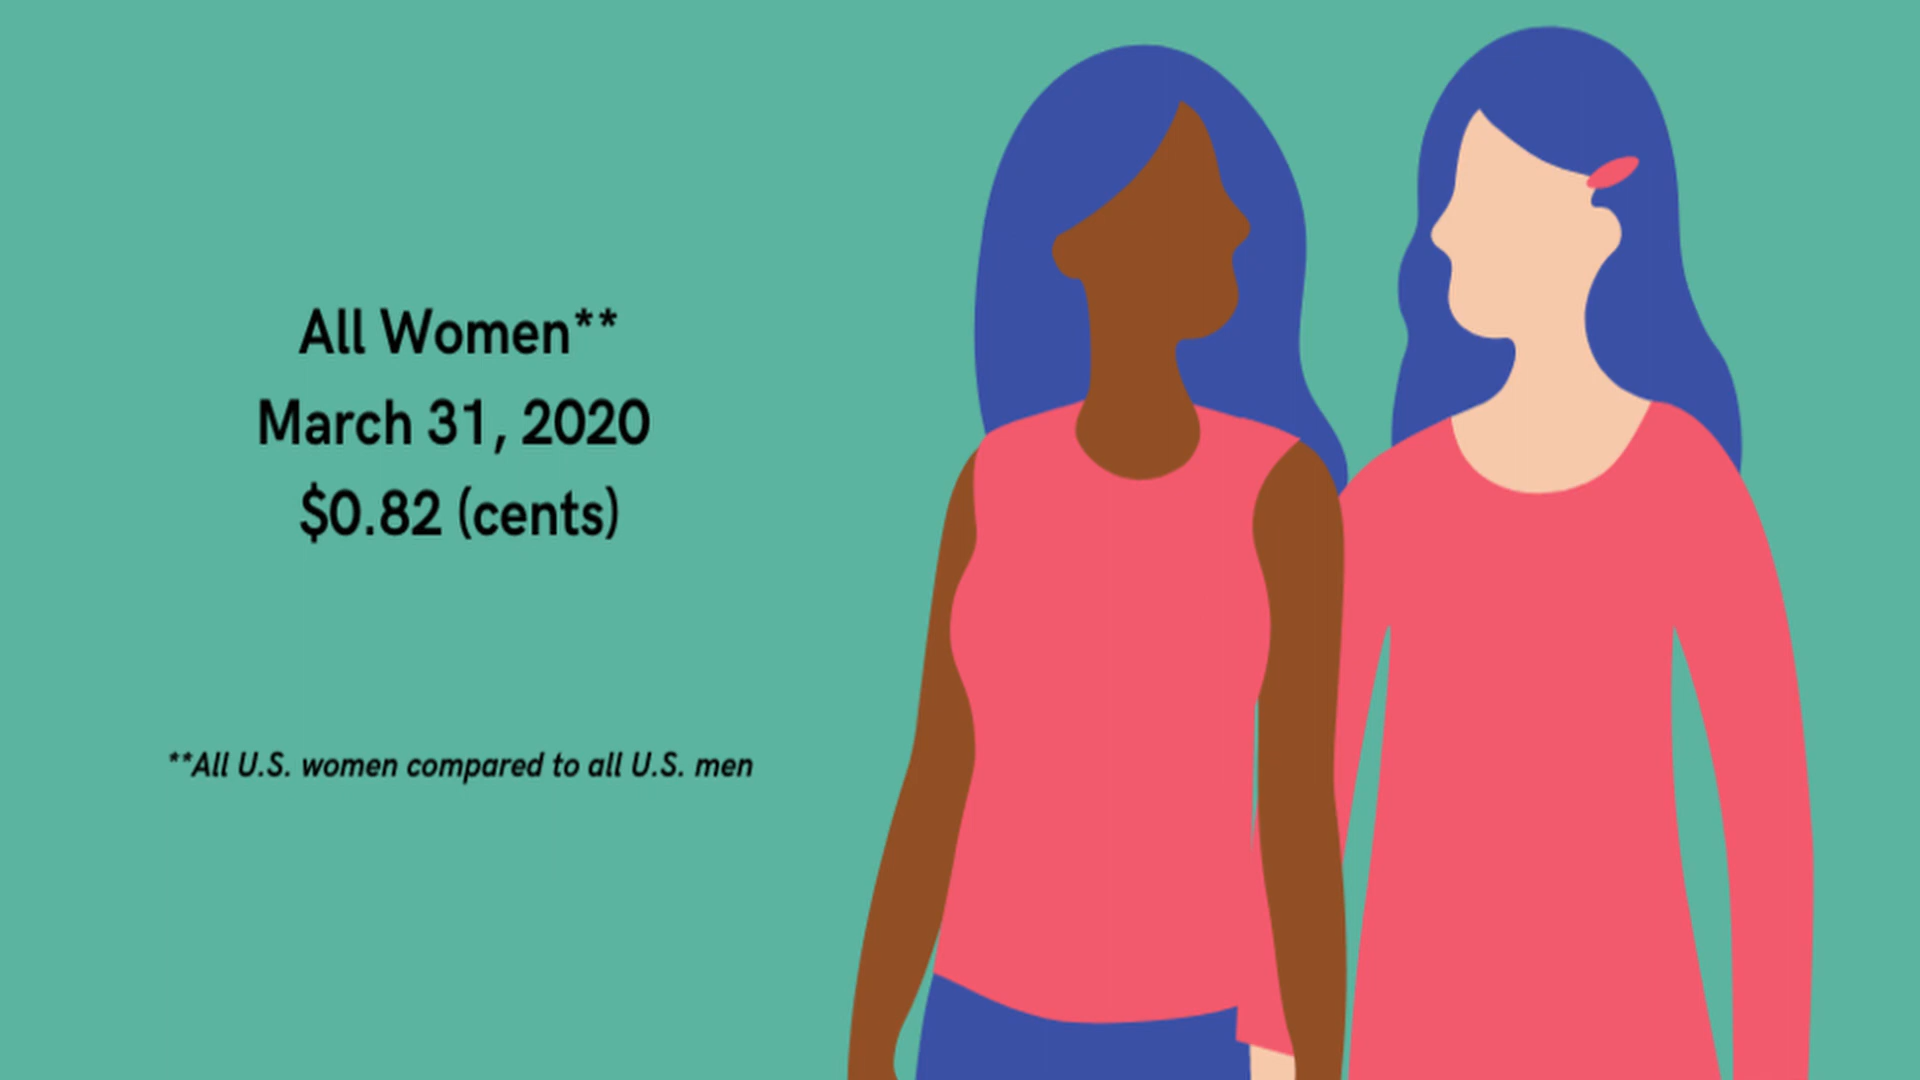 All Women**
March 31, 2020
$0.82 (cents)
**All U.S. women compared to all U.S. men